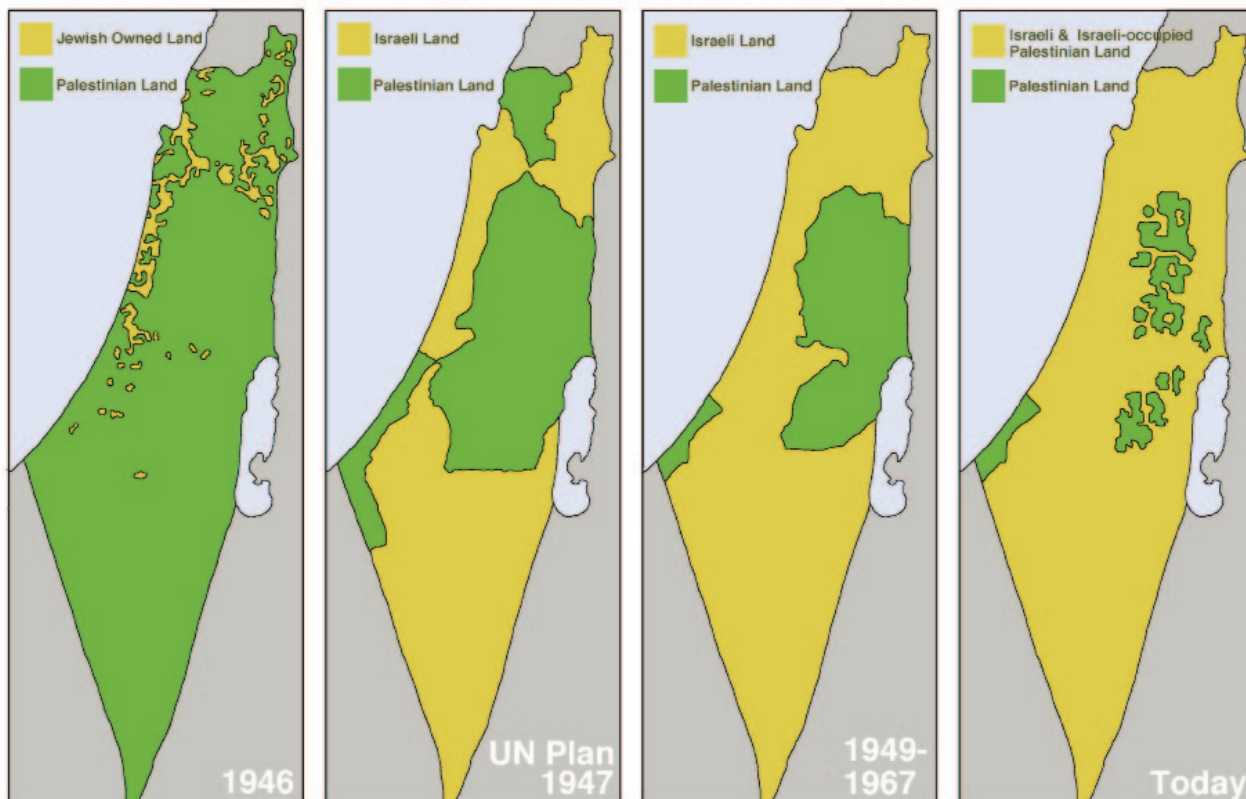 Jewish Owned Land
Palestinian Land
1946
Israeli Land
Palestinian Land
UN Plan
1947
Israeli Land
Palestinian Land
1949-
1967
Israeli & Israeli-occupied
Palestinian Land
Palestinian Land
Today